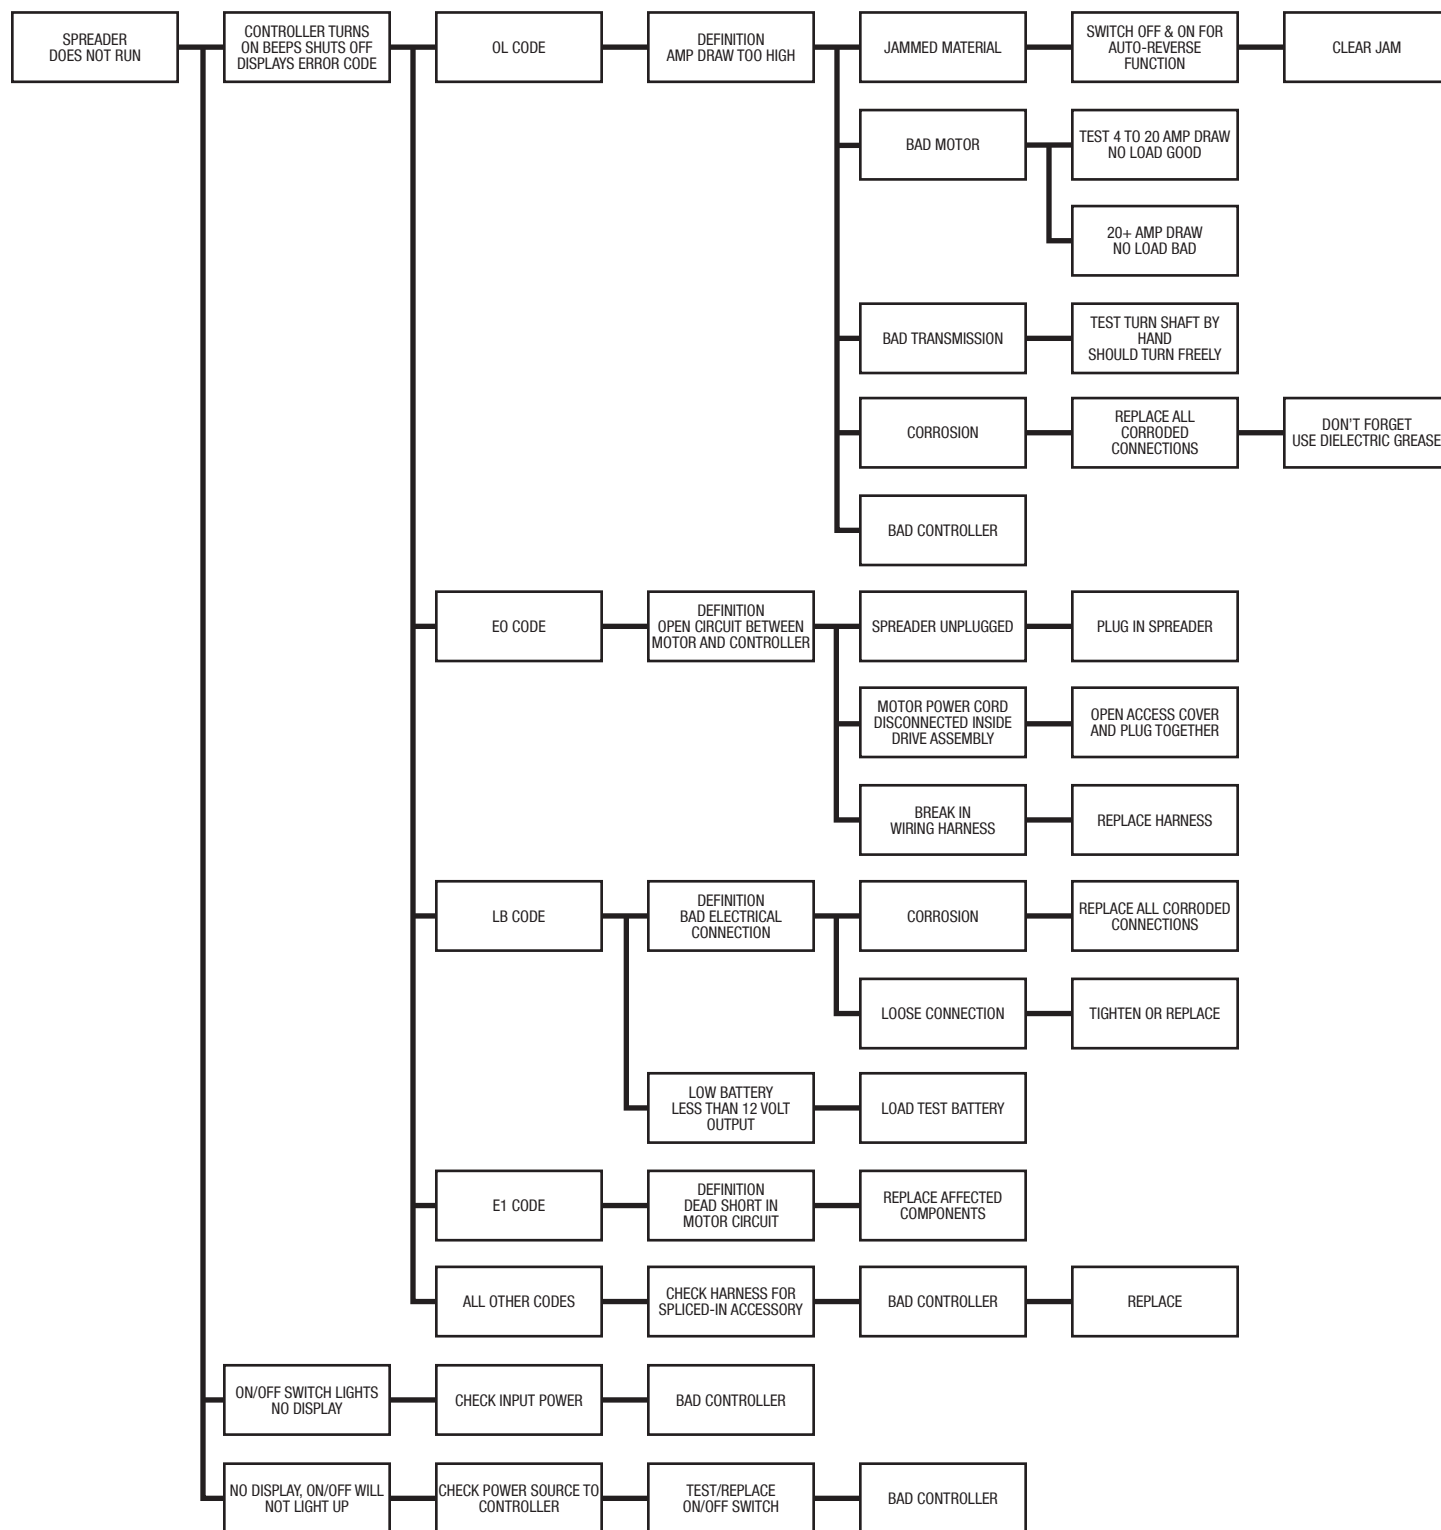 SPREADER
DOES NOT RUN
CONTROLLER TURNS
ON BEEPS SHUTS OFF
DISPLAYS ERROR CODE
OL CODE
DEFINITION
AMP DRAW TOO HIGH
JAMMED MATERIAL
SWITCH OFF & ON FOR
AUTO-REVERSE
FUNCTION
CLEAR JAM
BAD MOTOR
TEST 4 TO 20 AMP DRAW
NO LOAD GOOD
20+ AMP DRAW
NO LOAD BAD
BAD TRANSMISSION
TEST TURN SHAFT BY
HAND
SHOULD TURN FREELY
CORROSION
REPLACE ALL
CORRODED
CONNECTIONS
DON'T FORGET
USE DIELECTRIC GREASE
BAD CONTROLLER
EO CODE
DEFINITION
OPEN CIRCUIT BETWEEN
MOTOR AND CONTROLLER
SPREADER UNPLUGGED
PLUG IN SPREADER
MOTOR POWER CORD
DISCONNECTED INSIDE
DRIVE ASSEMBLY
OPEN ACCESS COVER
AND PLUG TOGETHER
BREAK IN
WIRING HARNESS
REPLACE HARNESS
LB CODE
DEFINITION
BAD ELECTRICAL
CONNECTION
CORROSION
REPLACE ALL CORRODED
CONNECTIONS
LOOSE CONNECTION
TIGHTEN OR REPLACE
LOW BATTERY
LESS THAN 12 VOLT
OUTPUT
LOAD TEST BATTERY
E1 CODE
DEFINITION
DEAD SHORT IN
MOTOR CIRCUIT
REPLACE AFFECTED
COMPONENTS
ALL OTHER CODES
CHECK HARNESS FOR
SPLICED-IN ACCESSORY
BAD CONTROLLER
REPLACE
ON/OFF SWITCH LIGHTS
NO DISPLAY
CHECK INPUT POWER
BAD CONTROLLER
NO DISPLAY, ON/OFF WILL
NOT LIGHT UP
CHECK POWER SOURCE TO
CONTROLLER
TEST/REPLACE
ON/OFF SWITCH
BAD CONTROLLER